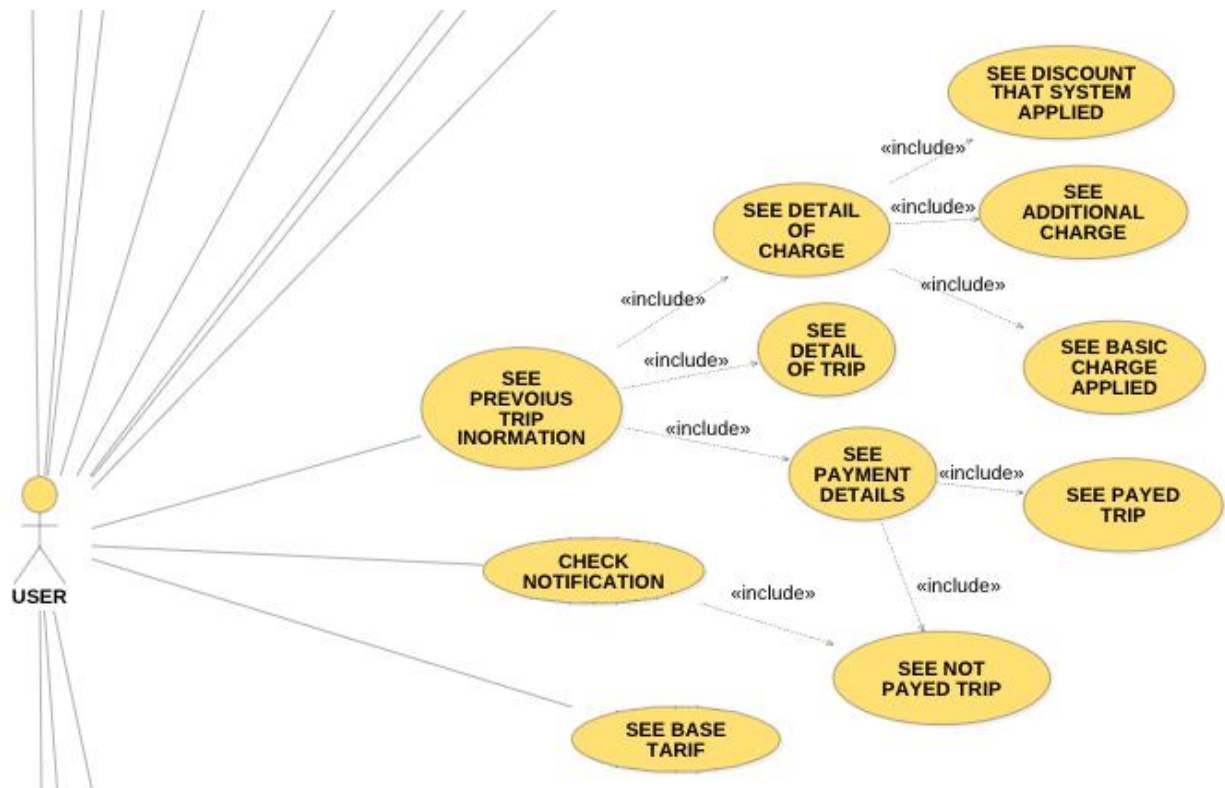 SEE DISCOUNT
THAT SYSTEM
APPLIED
«include»
SEE
ADDITIONAL
CHARGE
«include»
SEE DETAIL
OF
CHARGE
«include»
SEE BASIC
CHARGE
APPLIED
«include»
SEE
DETAIL
OF TRIP
«include»
SEE
PREVOIUS
TRIP
INORMATION
«include»
SEE
PAYMENT
DETAILS
«include»
SEE PAYED
TRIP
CHECK
NOTIFICATION
«include»
«include»
USER
SEE NOT
PAYED TRIP
SEE BASE
TARIF